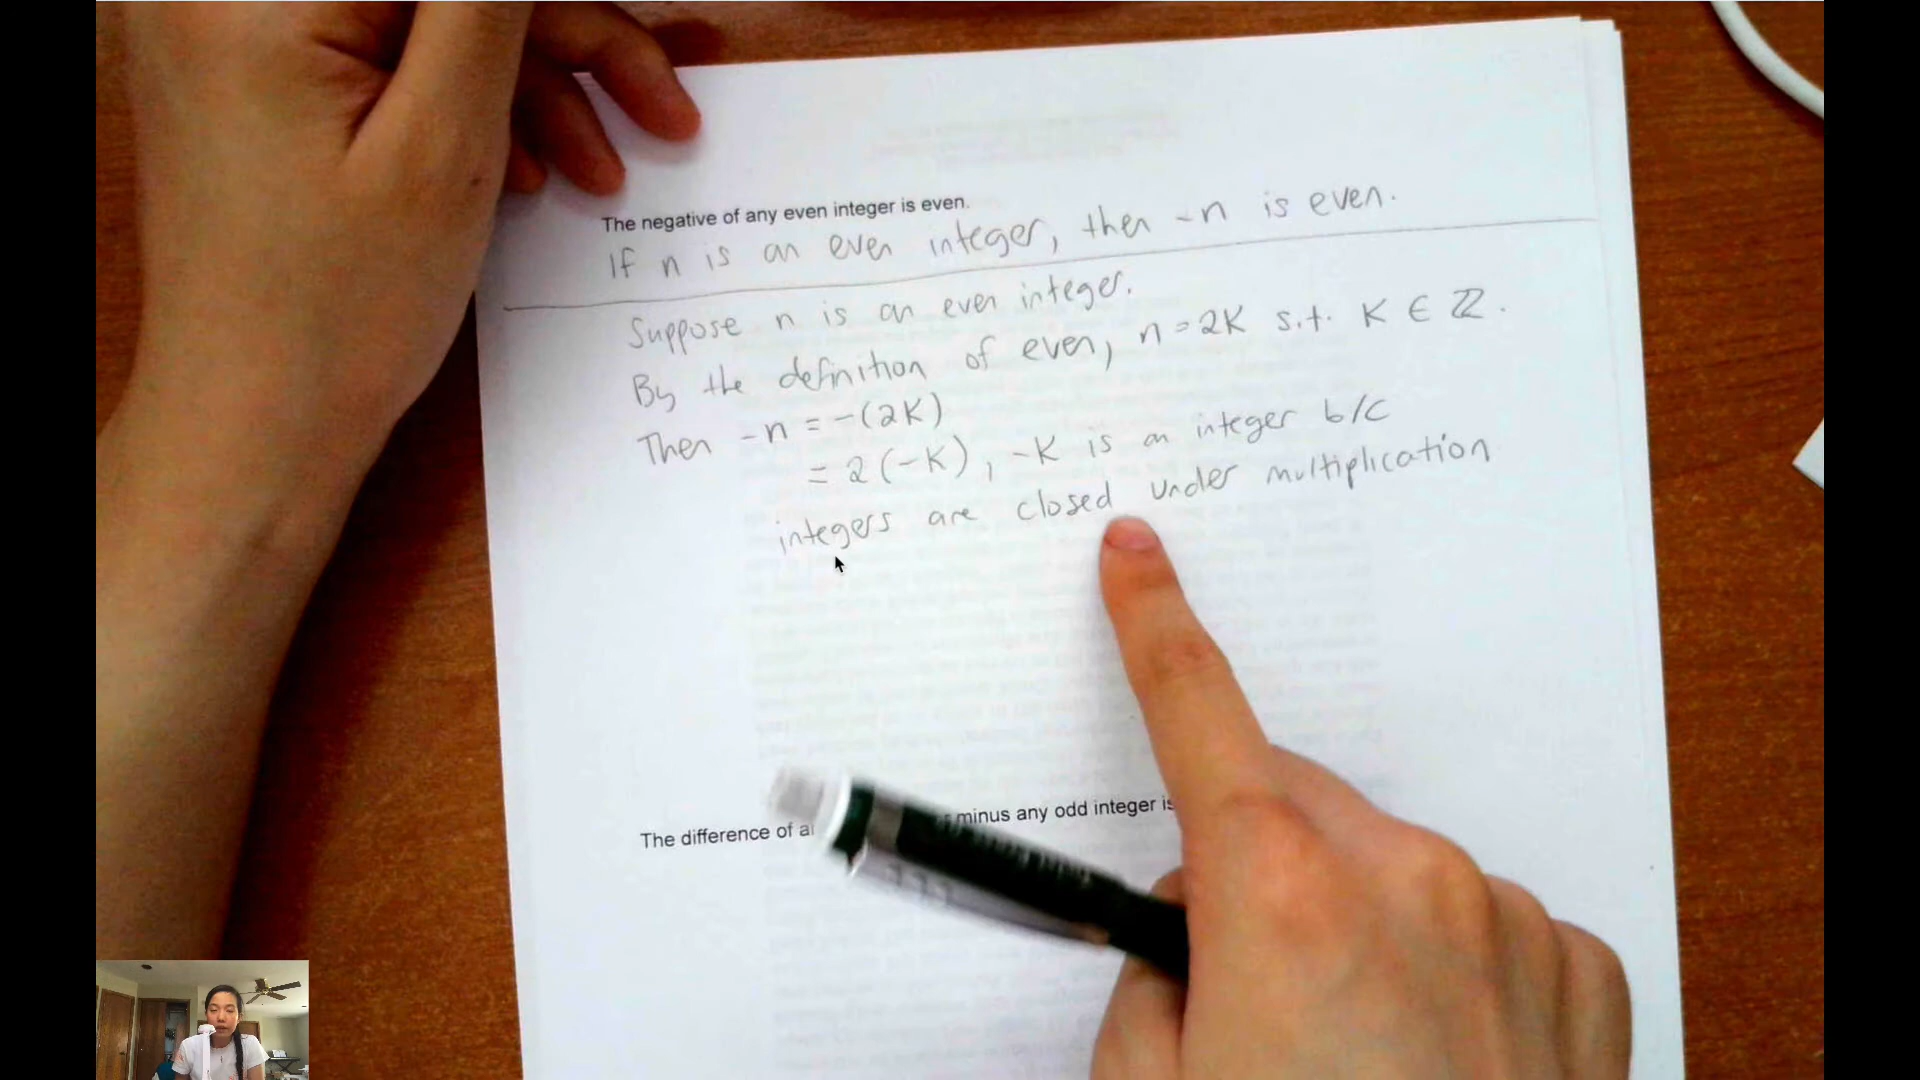 The negative of any even integer is even.
If n is an even integer, then -n is even.
Suppose n is an even integer.
By the definition of even, n = 2K s.t. K ∈ ℤ.
Then -n = -(2K)
= 2(-K), -K is an integer b/c
integers are closed under multiplication
The difference of minus any odd integer is